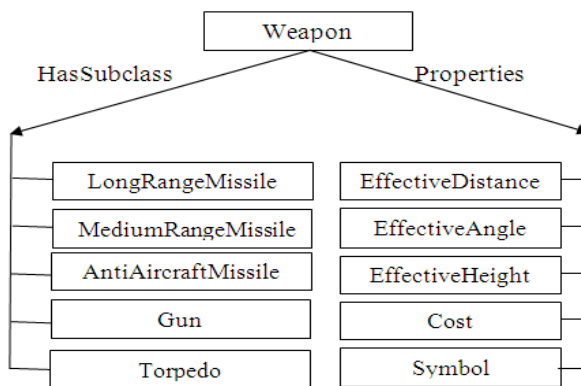 Weapon
HasSubclass
Properties
LongRangeMissile
EffectiveDistance
MediumRangeMissile
EffectiveAngle
AntiAircraftMissile
EffectiveHeight
Gun
Cost
Torpedo
Symbol